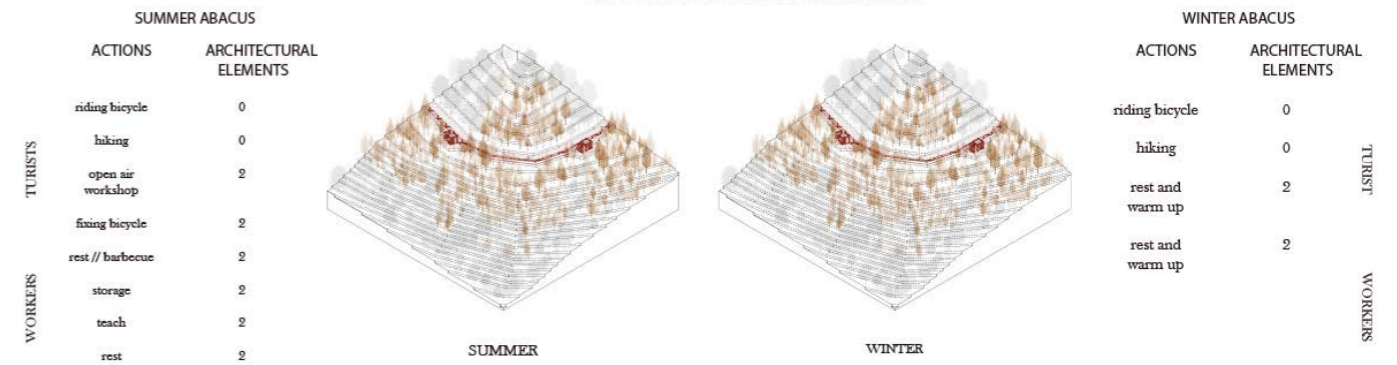 SUMMER ABACUS
ACTIONS
ARCHITECTURAL
ELEMENTS
TURISTS
riding bicycle 0
hiking 0
open air
workshop 2
fixing bicycle 2
rest // barbecue 2
WORKERS
storage 2
teach 2
rest 2
SUMMER
WINTER
WINTER ABACUS
ACTIONS
ARCHITECTURAL
ELEMENTS
riding bicycle 0
hiking 0
rest and
warm up 2
rest and
warm up 2
TURIST
WORKERS